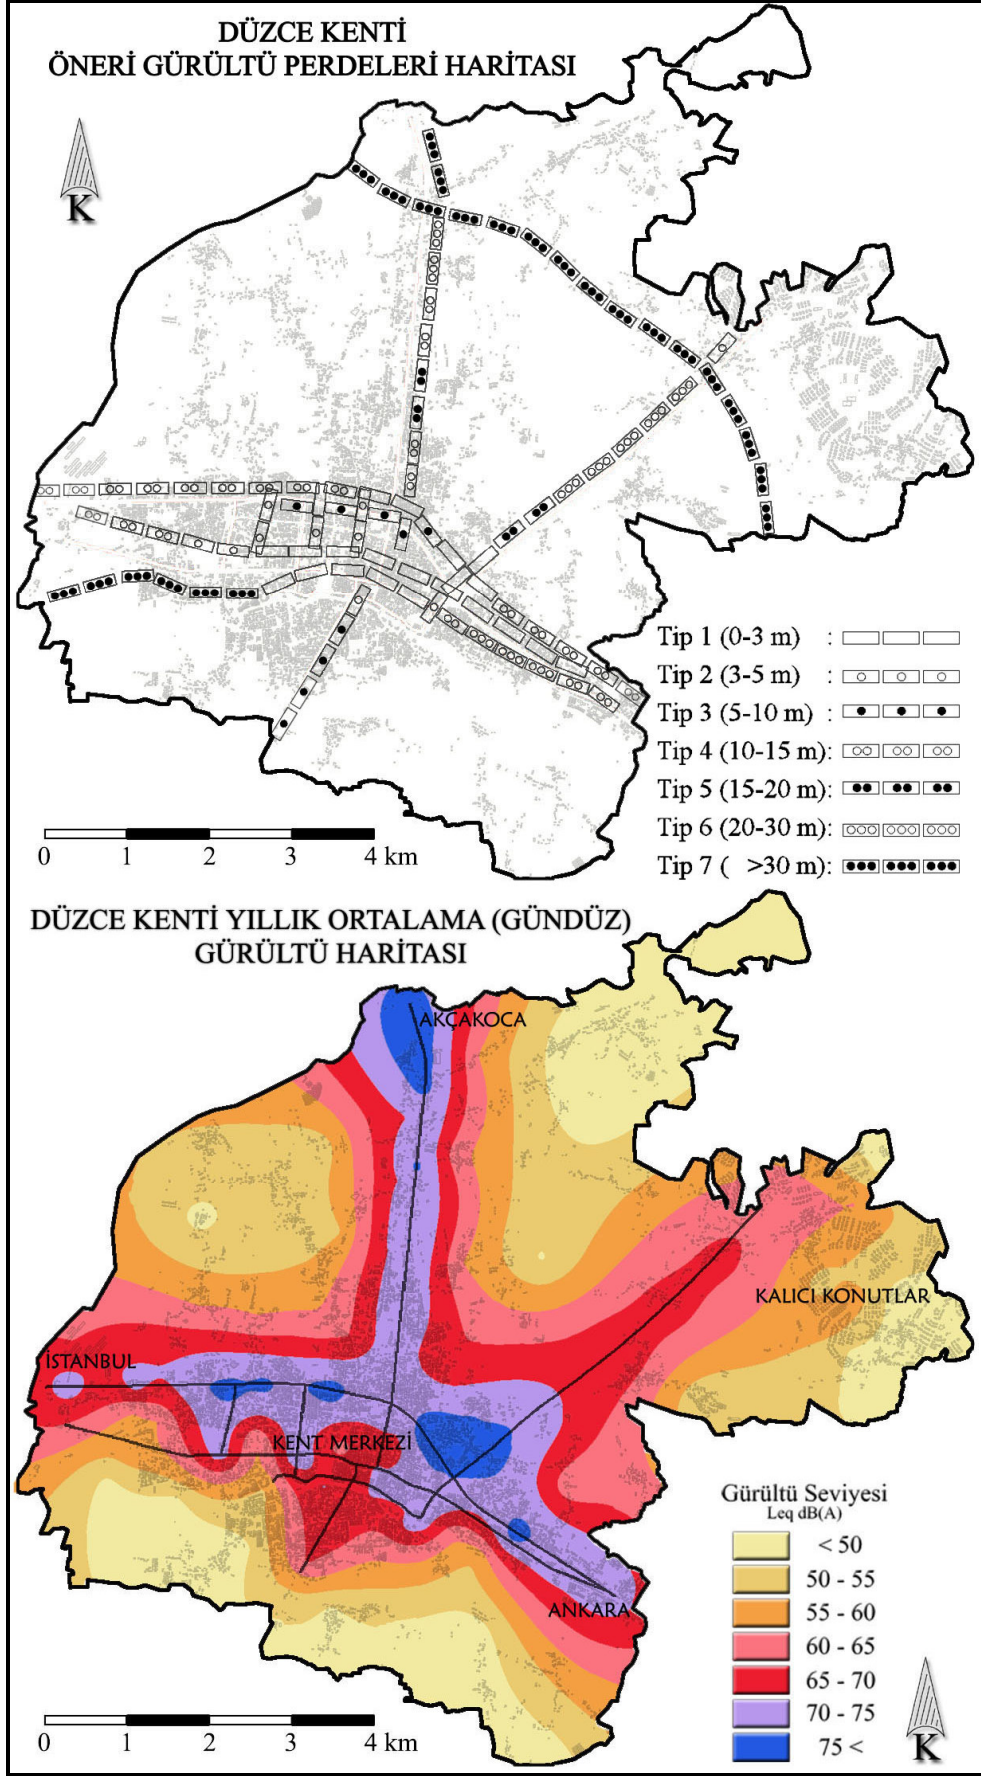 DÜZCE KENTİ
ÖNERİ GÜRÜLTÜ PERDELERİ HARİTASI
K
Tip 1 (0-3 m) :
Tip 2 (3-5 m) :
Tip 3 (5-10 m) :
Tip 4 (10-15 m):
Tip 5 (15-20 m):
Tip 6 (20-30 m):
Tip 7 ( >30 m):
0 1 2 3 4 km
DÜZCE KENTİ YILLIK ORTALAMA (GÜNDÜZ)
GÜRÜLTÜ HARİTASI
AKÇAKOCA
KALICI KONUTLAR
İSTANBUL
KENT MERKEZİ
ANKARA
Gürültü Seviyesi
Leq dB(A)
< 50
50 - 55
55 - 60
60 - 65
65 - 70
70 - 75
75 <
0 1 2 3 4 km
K